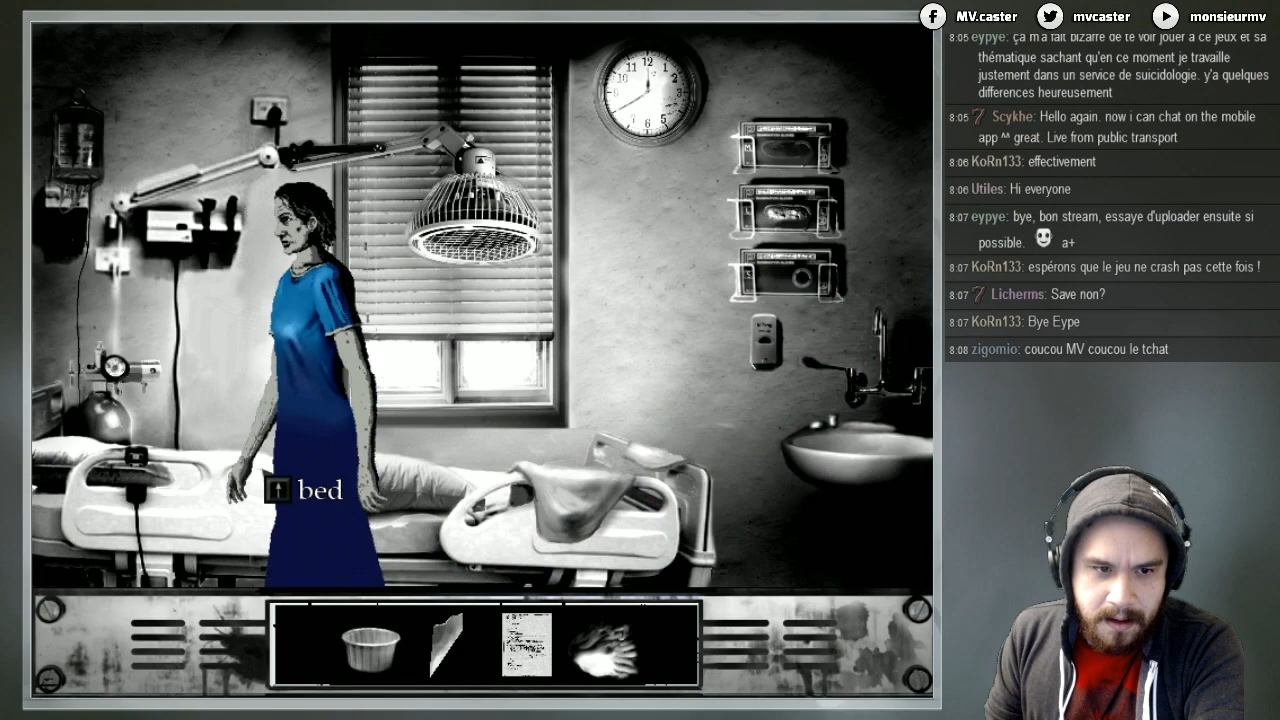 MV.caster mvcaster monsieurmv
8:05 eypye: ça m'a fait bizarre de te voir jouer a ce jeux et sa
thématique sachant qu'en ce moment je travaille
justement dans un service de suicidologie. y'a quelques
differences heureusement
8:05 Scykhe: Hello again. now i can chat on the mobile
app ^^ great. Live from public transport
8:06 KoRn133: effectivement
8:06 Utiles: Hi everyone
8:07 eypye: bye, bon stream, essaye d'uploader ensuite si
possible. a+
8:07 KoRn133: espérons que le jeu ne crash pas cette fois !
8:07 Licherms: Save non?
8:07 KoRn133: Bye Eype
8:08 zigomio: coucou MV coucou le tchat
bed